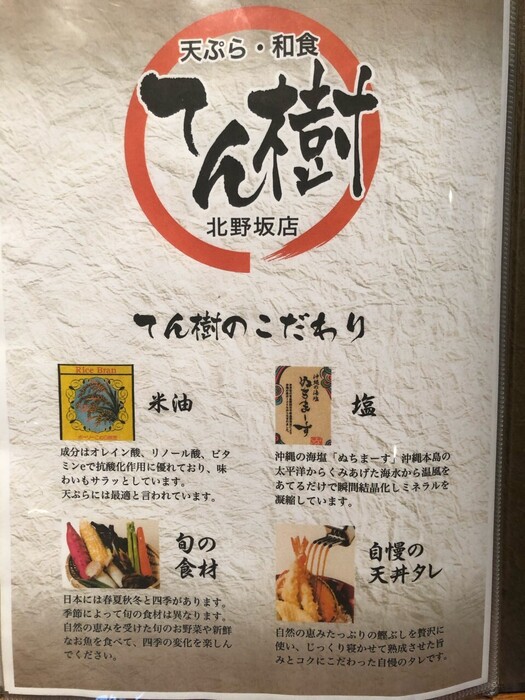 天ぷら・和食
てん樹
北野坂店
てん樹のこだわり
Rice Bran
米油
成分はオレイン酸、リノール酸、ビタ
ミンeで抗酸化作用に優れており、味
わいもサラッとしています。
天ぷらには最適と言われています。
沖縄の海塩
ぬちまーす
塩
沖縄の海塩「ぬちまーす」沖縄本島の
太平洋からくみあげた海水から温風を
あてるだけで瞬間結晶化しミネラルを
凝縮しています。
旬の
食材
日本には春夏秋冬と四季があります。
季節によって旬の食材は異なります。
自然の恵みを受けた旬のお野菜や新鮮
なお魚を食べて、四季の変化を楽しん
でください。
自慢の
天丼タレ
自然の恵みたっぷりの鰹ぶしを贅沢に
使い、じっくり寝かせて熟成させた旨
みとコクにこだわった自慢のタレです。